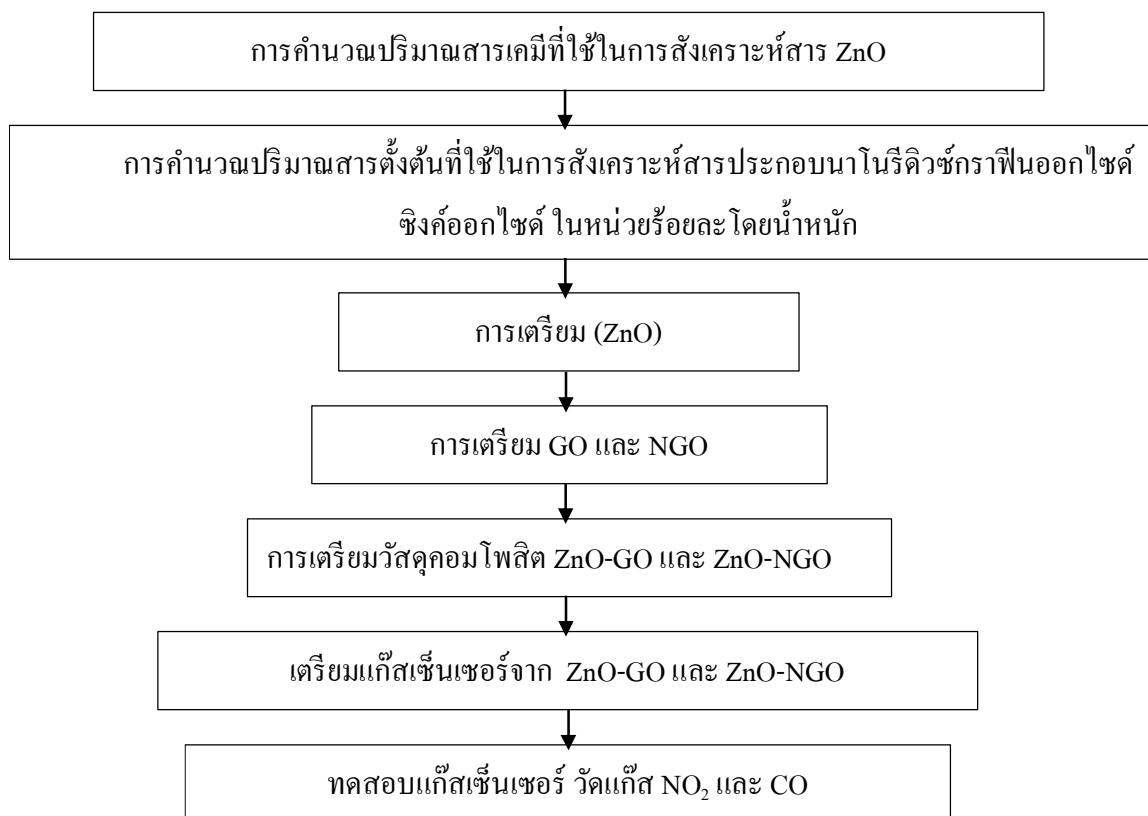 การคำนวณปริมาณสารเคมีที่ใช้ในการสังเคราะห์สาร ZnO
การคำนวณปริมาณสารตั้งต้นที่ใช้ในการสังเคราะห์สารประกอบนาโนรีดิวซ์กราฟีนออกไซด์
ซิงค์ออกไซด์ ในหน่วยร้อยละโดยน้ำหนัก
การเตรียม (ZnO)
การเตรียม GO และ NGO
การเตรียมวัสดุคอมโพสิต ZnO-GO และ ZnO-NGO
เตรียมแก๊สเซ็นเซอร์จาก ZnO-GO และ ZnO-NGO
ทดสอบแก๊สเซ็นเซอร์ วัดแก๊ส NO₂ และ CO